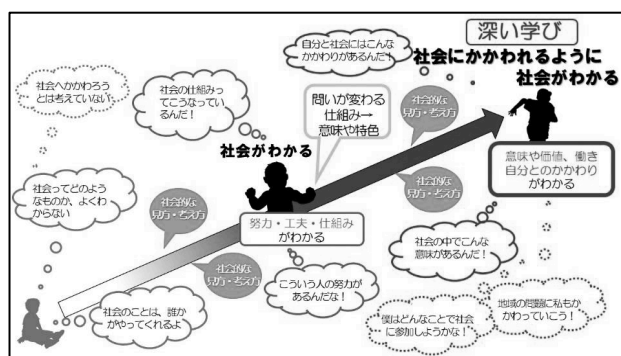 深い学び
社会にかかわれるように
社会がわかる
自分と社会にはこんな
かかわりがあるんだ！
社会へかかわろう
とは考えていない
社会の仕組みっ
てこうなってい
るんだ！
問いが変わる
仕組み→
意味や特色
社会的な
見方・考え方
社会がわかる
社会的な
見方・考え方
意味や価値、働き
自分とのかかわり
がわかる
社会ってどのよう
なものか、よくわ
からない
社会的な
見方・考え方
努力・工夫・仕組み
がわかる
社会的な
見方・考え方
社会の中でこんな
意味があるんだ！
こういう人の努力が
あるんだな！
社会のことは、誰か
がやってくれるよ
僕はどんなことで社会
に参加しようかな！
地域の問題に私もか
かわっていこう！